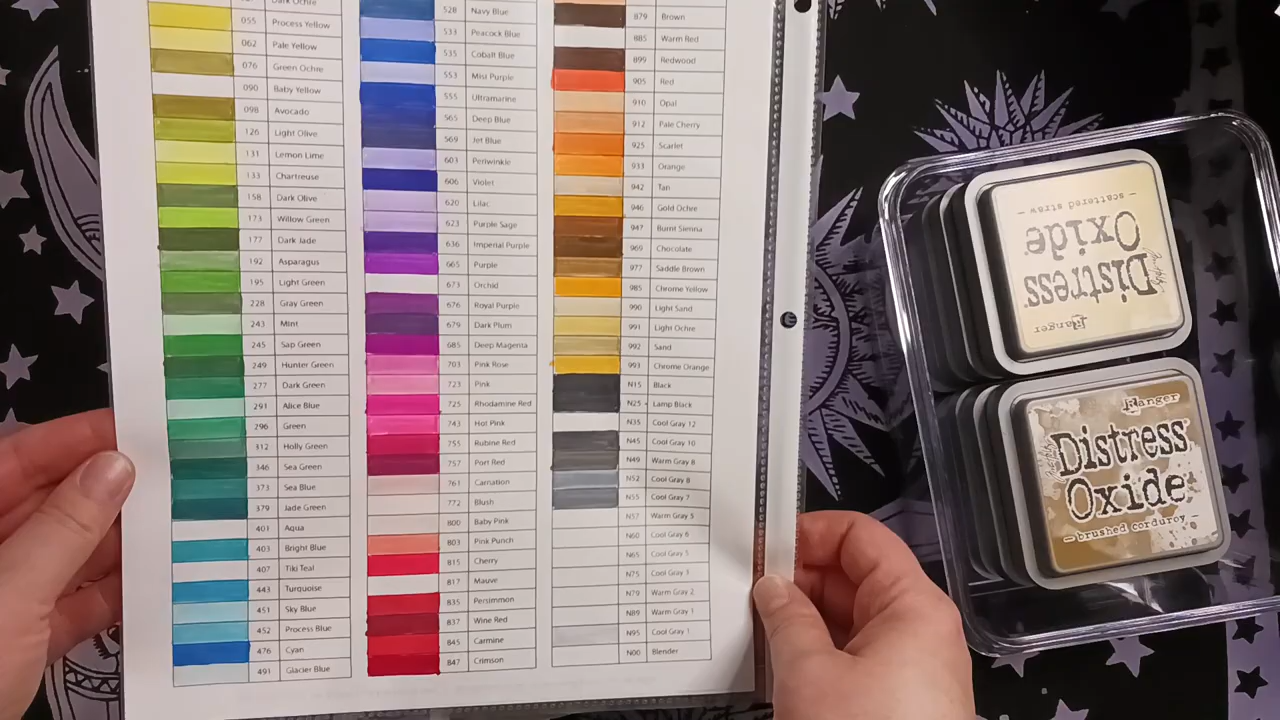 Dark Ochre
055 Process Yellow
062 Pale Yellow
076 Green Ochre
090 Baby Yellow
098 Avocado
126 Light Olive
131 Lemon Lime
133 Chartreuse
158 Dark Olive
173 Willow Green
177 Dark Jade
192 Asparagus
195 Light Green
228 Gray Green
243 Mint
245 Sap Green
249 Hunter Green
277 Dark Green
291 Alice Blue
296 Green
312 Holly Green
346 Sea Green
373 Sea Blue
379 Jade Green
401 Aqua
403 Bright Blue
407 Tiki Teal
443 Turquoise
451 Sky Blue
452 Process Blue
476 Cyan
491 Glacier Blue
528 Navy Blue
533 Peacock Blue
535 Cobalt Blue
553 Mist Purple
555 Ultramarine
565 Deep Blue
569 Jet Blue
603 Periwinkle
606 Violet
620 Lilac
623 Purple Sage
636 Imperial Purple
665 Purple
673 Orchid
676 Royal Purple
679 Dark Plum
685 Deep Magenta
703 Pink Rose
723 Pink
725 Rhodamine Red
743 Hot Pink
755 Rubine Red
757 Port Red
761 Carnation
772 Blush
800 Baby Pink
803 Pink Punch
815 Cherry
817 Mauve
835 Persimmon
837 Wine Red
845 Carmine
847 Crimson
879 Brown
885 Warm Red
899 Redwood
905 Red
910 Opal
912 Pale Cherry
925 Scarlet
933 Orange
942 Tan
946 Gold Ochre
947 Burnt Sienna
969 Chocolate
977 Saddle Brown
985 Chrome Yellow
990 Light Sand
991 Light Ochre
992 Sand
993 Chrome Orange
N15 Black
N25 Lamp Black
N35 Cool Gray 12
N45 Cool Gray 10
N49 Warm Gray 8
N52 Cool Gray 8
N55 Cool Gray 7
N57 Warm Gray 5
N60 Cool Gray 6
N65 Cool Gray 5
N75 Cool Gray 3
N79 Warm Gray 2
N89 Warm Gray 1
N95 Cool Gray 1
N00 Blender
Ranger
Distress
Oxide
- scattered straw -
Ranger
Distress
Oxide
- brushed corduroy -